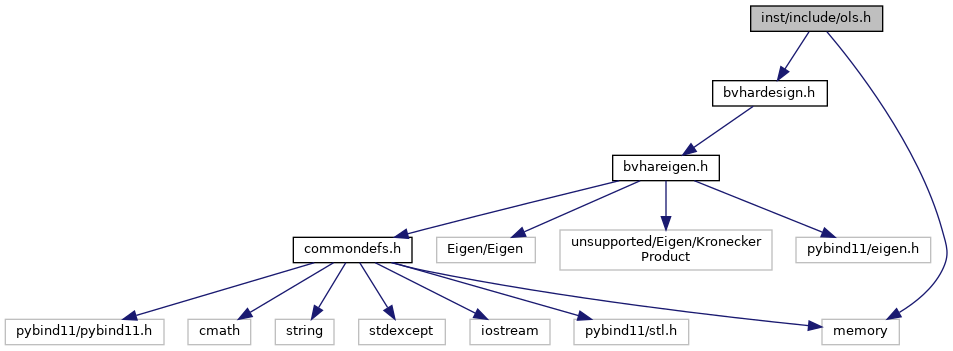 inst/include/ols.h
bvhardesign.h
bvhareigen.h
commondefs.h
Eigen/Eigen
unsupported/Eigen/Kronecker
Product
pybind11/eigen.h
pybind11/pybind11.h
cmath
string
stdexcept
iostream
pybind11/stl.h
memory